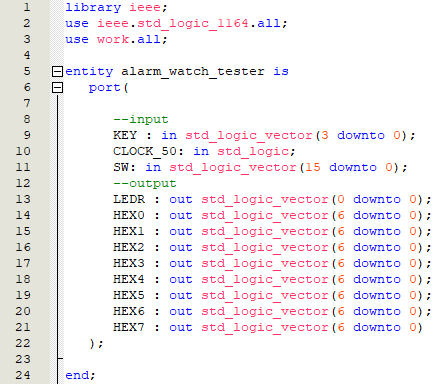 1 library ieee;
2 use ieee.std_logic_1164.all;
3 use work.all;
4
5 entity alarm_watch_tester is
6 port(
7
8 --input
9 KEY : in std_logic_vector(3 downto 0);
10 CLOCK_50: in std_logic;
11 SW: in std_logic_vector(15 downto 0);
12 --output
13 LEDR : out std_logic_vector(0 downto 0);
14 HEX0 : out std_logic_vector(6 downto 0);
15 HEX1 : out std_logic_vector(6 downto 0);
16 HEX2 : out std_logic_vector(6 downto 0);
17 HEX3 : out std_logic_vector(6 downto 0);
18 HEX4 : out std_logic_vector(6 downto 0);
19 HEX5 : out std_logic_vector(6 downto 0);
20 HEX6 : out std_logic_vector(6 downto 0);
21 HEX7 : out std_logic_vector(6 downto 0)
22 );
23
24 end;